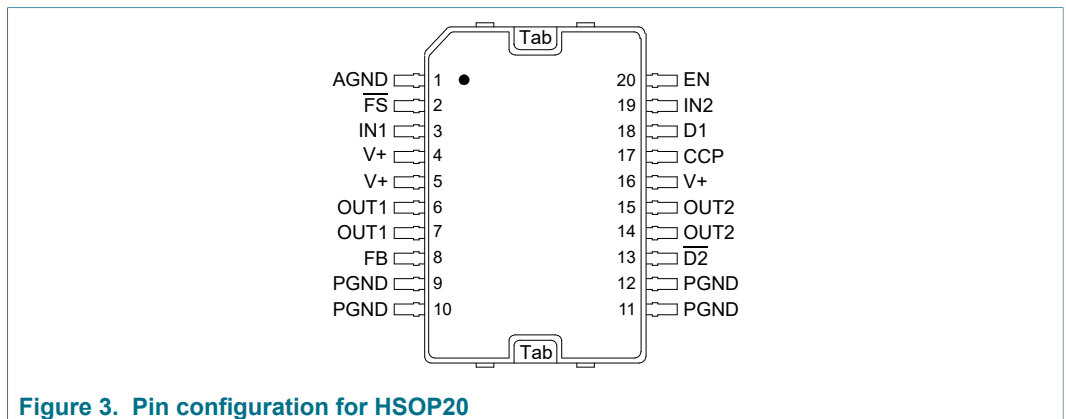 Tab
AGND 1 20 EN
F̅S̅ 2 19 IN2
IN1 3 18 D1
V+ 4 17 CCP
V+ 5 16 V+
OUT1 6 15 OUT2
OUT1 7 14 OUT2
FB 8 13 D̅2̅
PGND 9 12 PGND
PGND 10 11 PGND
Tab
Figure 3. Pin configuration for HSOP20